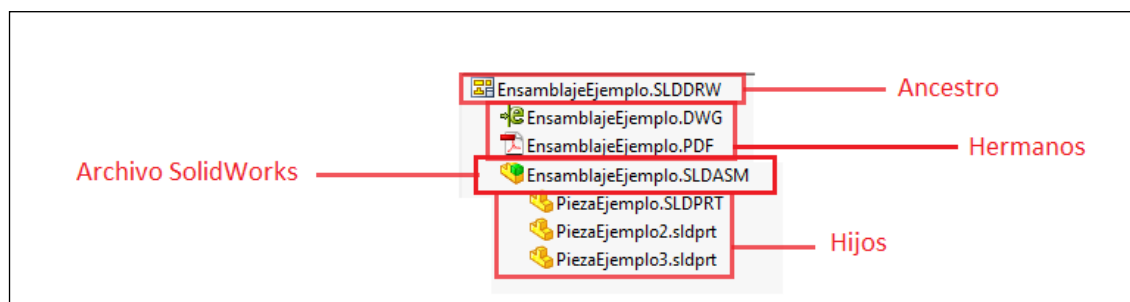 EnsamblajeEjemplo.SLDDRW
Ancestro
EnsamblajeEjemplo.DWG
EnsamblajeEjemplo.PDF
Hermanos
Archivo SolidWorks
EnsamblajeEjemplo.SLDASM
PiezaEjemplo.SLDPRT
PiezaEjemplo2.sldprt
Hijos
PiezaEjemplo3.sldprt